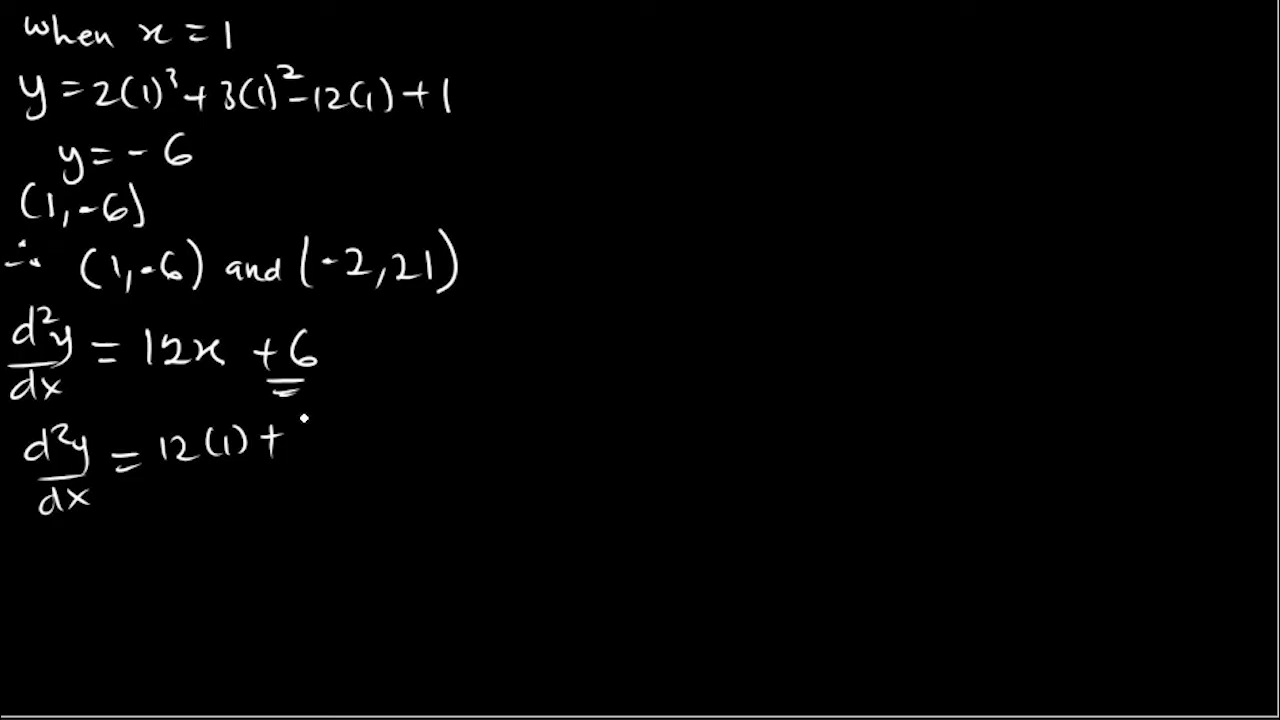 when x = 1
y = 2(1)³ + 3(1)² - 12(1) + 1
y = - 6
(1, -6)
∴ (1, -6) and (-2, 21)
d²y/dx = 12x + 6
d²y/dx = 12(1) +